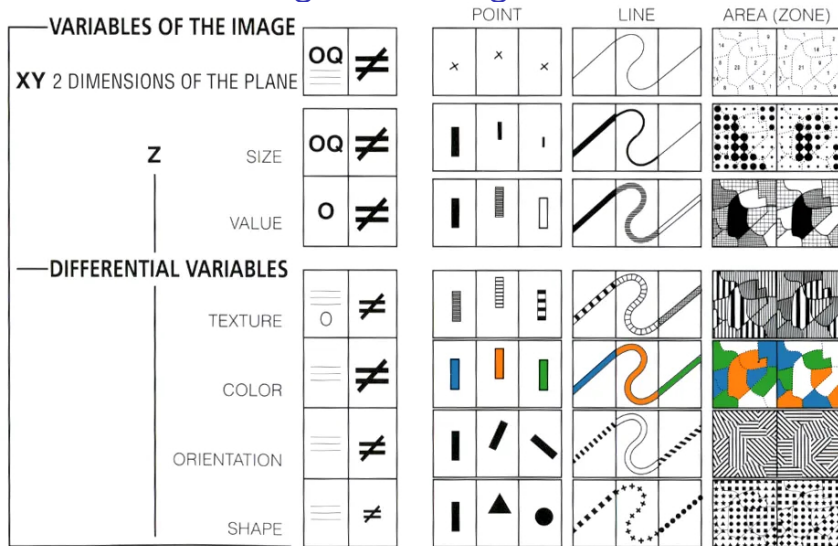 POINT LINE AREA (ZONE)
VARIABLES OF THE IMAGE
XY 2 DIMENSIONS OF THE PLANE OQ ≠
Z SIZE OQ ≠
VALUE O ≠
DIFFERENTIAL VARIABLES
TEXTURE O ≠
COLOR ≠
ORIENTATION ≠
SHAPE ≠